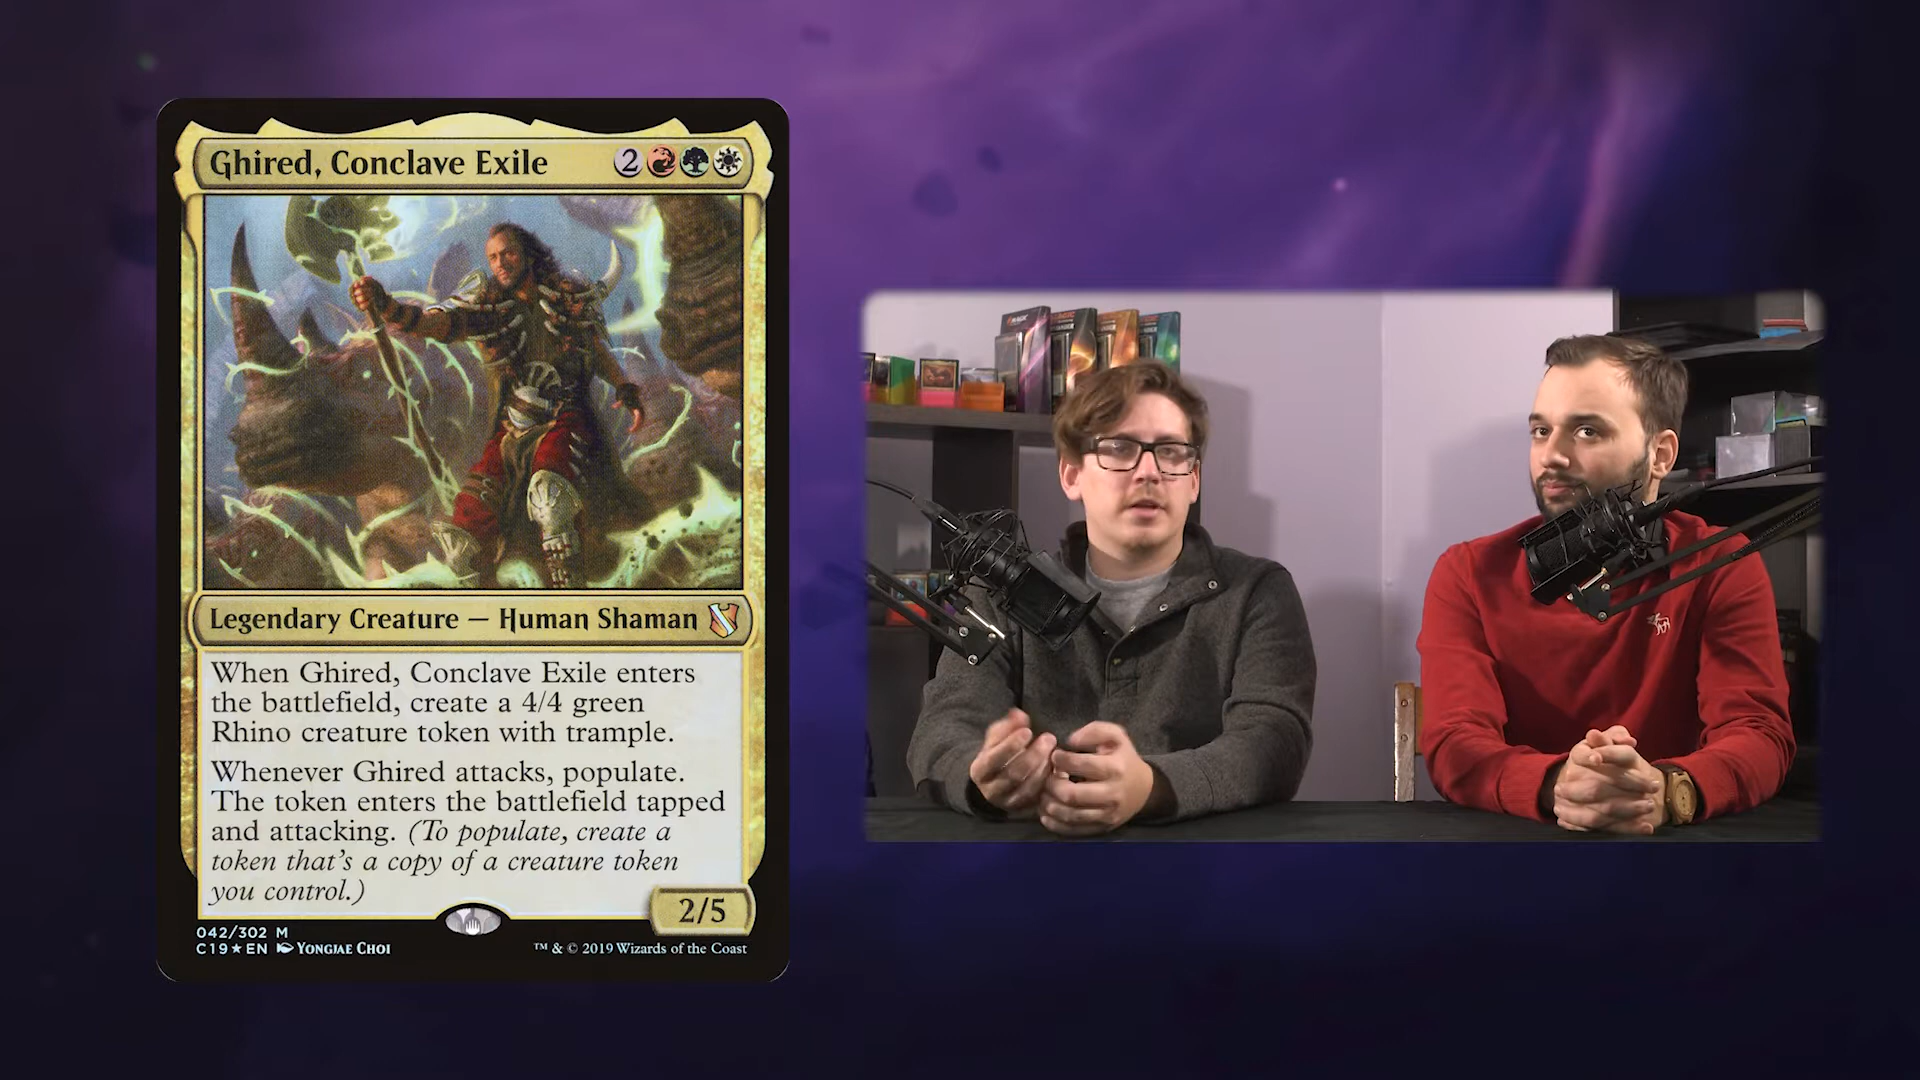 Ghired, Conclave Exile 2
Legendary Creature — Human Shaman
When Ghired, Conclave Exile enters
the battlefield, create a 4/4 green
Rhino creature token with trample.
Whenever Ghired attacks, populate.
The token enters the battlefield tapped
and attacking. (To populate, create a
token that's a copy of a creature token
you control.)
2/5
042/302 M
C19★EN Yongjae Choi
™ & © 2019 Wizards of the Coast